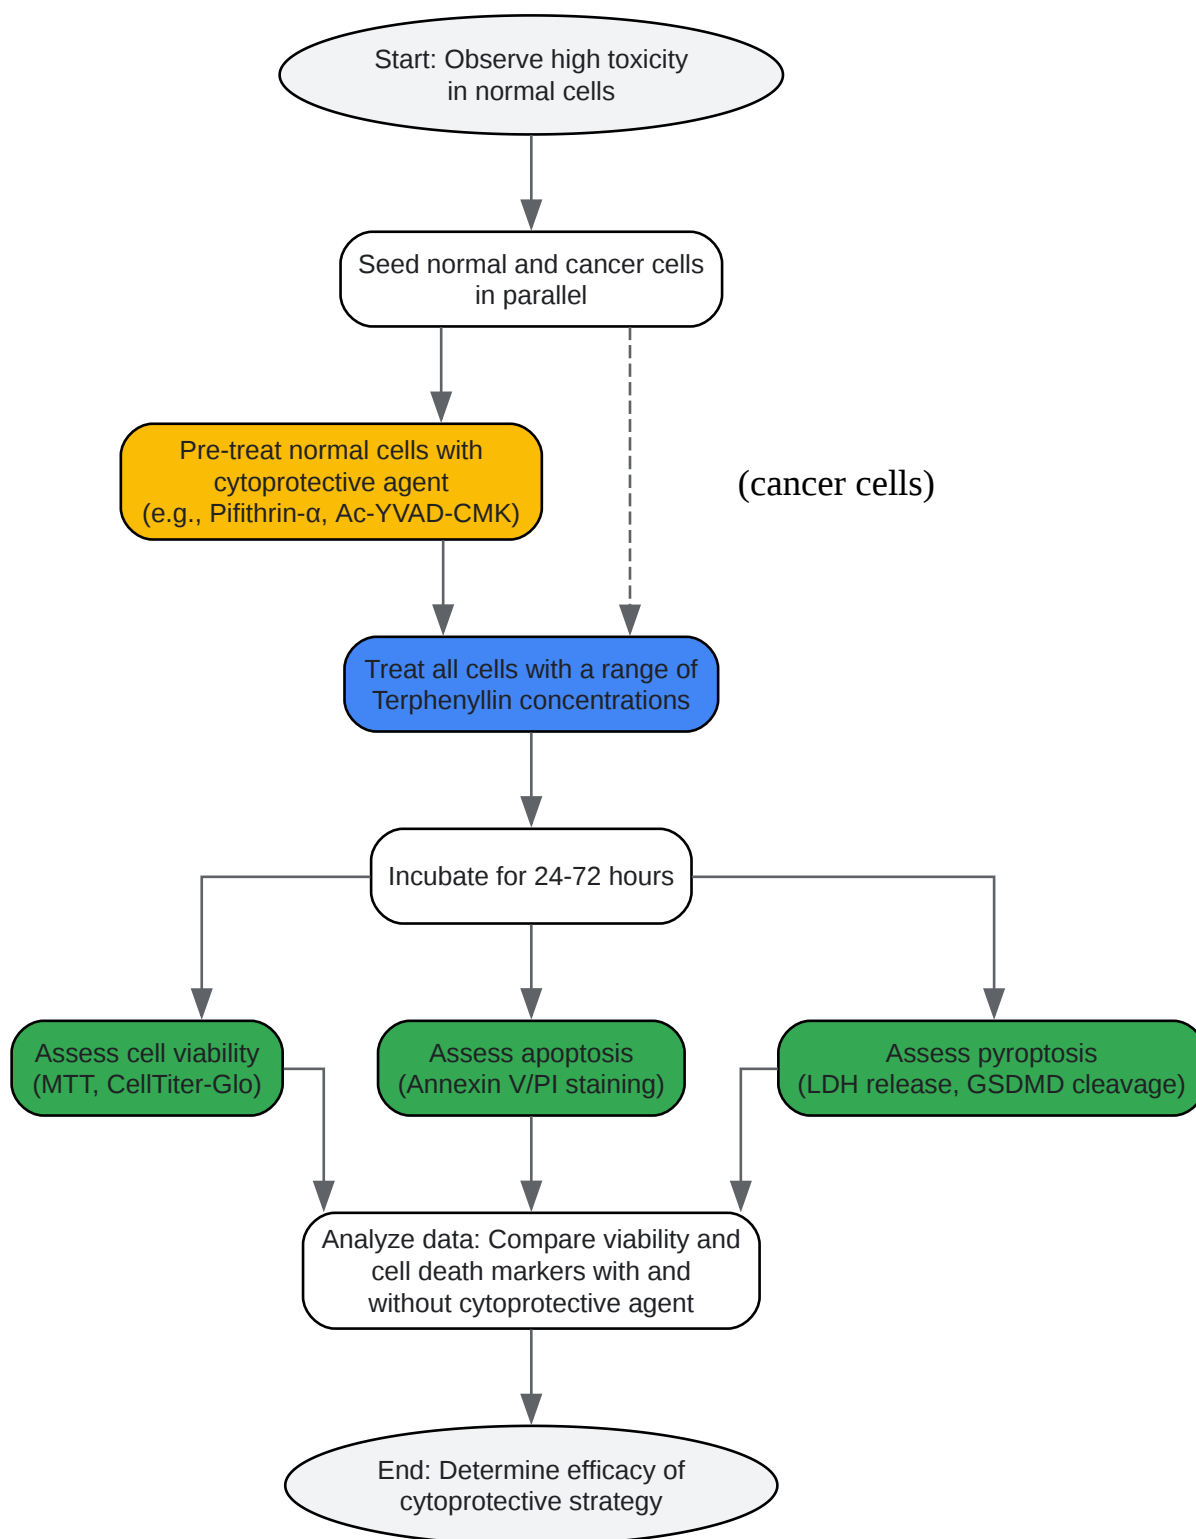 Start: Observe high toxicity
in normal cells
Seed normal and cancer cells
in parallel
Pre-treat normal cells with
cytoprotective agent
(e.g., Pifithrin-α, Ac-YVAD-CMK)
(cancer cells)
Treat all cells with a range of
Terphenyllin concentrations
Incubate for 24-72 hours
Assess cell viability
(MTT, CellTiter-Glo)
Assess apoptosis
(Annexin V/PI staining)
Assess pyroptosis
(LDH release, GSDMD cleavage)
Analyze data: Compare viability and
cell death markers with and
without cytoprotective agent
End: Determine efficacy of
cytoprotective strategy